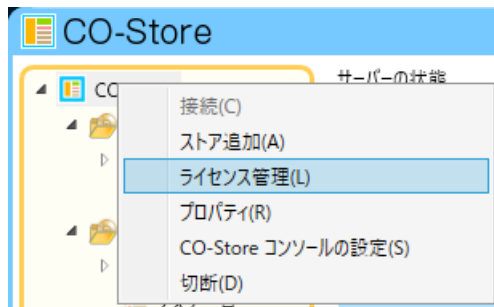 CO-Store
サーバーの状態
CO
接続(C)
ストア追加(A)
ライセンス管理(L)
プロパティ(R)
CO-Store コンソールの設定(S)
切断(D)